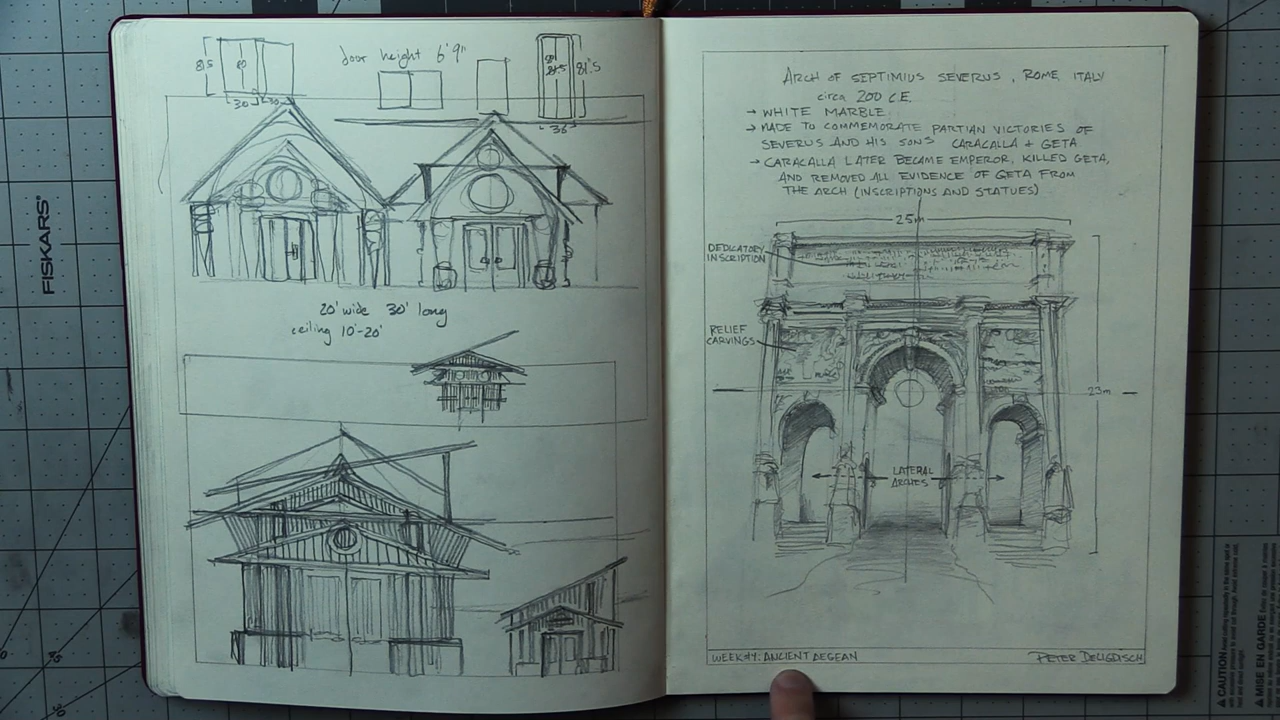 door height 6'9"
81.5
30
36
81.5
20' wide 30' long
ceiling 10'-20'
ARCH OF SEPTIMIUS SEVERUS, ROME, ITALY
circa 200 C.E.
→ WHITE MARBLE
→ MADE TO COMMEMORATE PARTIAN VICTORIES OF
SEVERUS AND HIS SONS CARACALLA + GETA
→ CARACALLA LATER BECAME EMPEROR, KILLED GETA,
AND REMOVED ALL EVIDENCE OF GETA FROM
THE ARCH (INSCRIPTIONS AND STATUES)
25m
DEDICATORY
INSCRIPTION
RELIEF
CARVINGS
23m
LATERAL
ARCHES
WEEK #4: ANCIENT AEGEAN
PETER DELIGDISCH
FISKARS
CAUTION
MISE EN GARDE